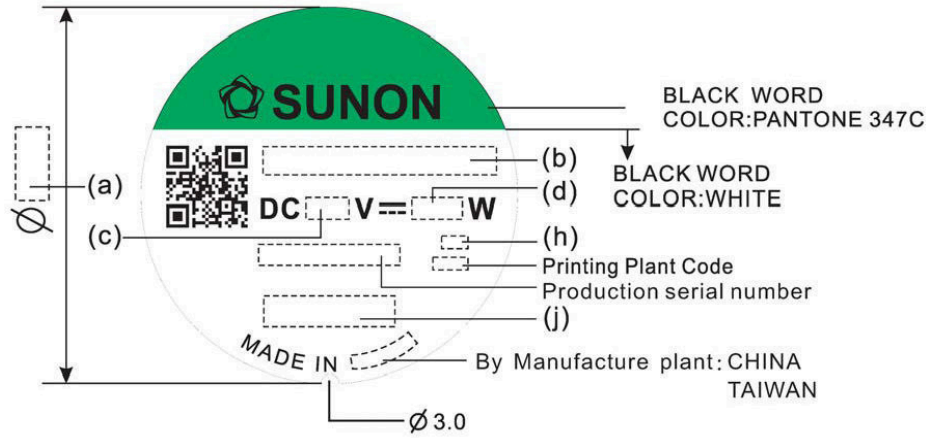 SUNON
BLACK WORD
COLOR:PANTONE 347C
(b)
BLACK WORD
COLOR:WHITE
(a)
(d)
Ø
DC V W
(c)
(h)
Printing Plant Code
Production serial number
(j)
MADE IN
By Manufacture plant: CHINA
TAIWAN
Ø 3.0